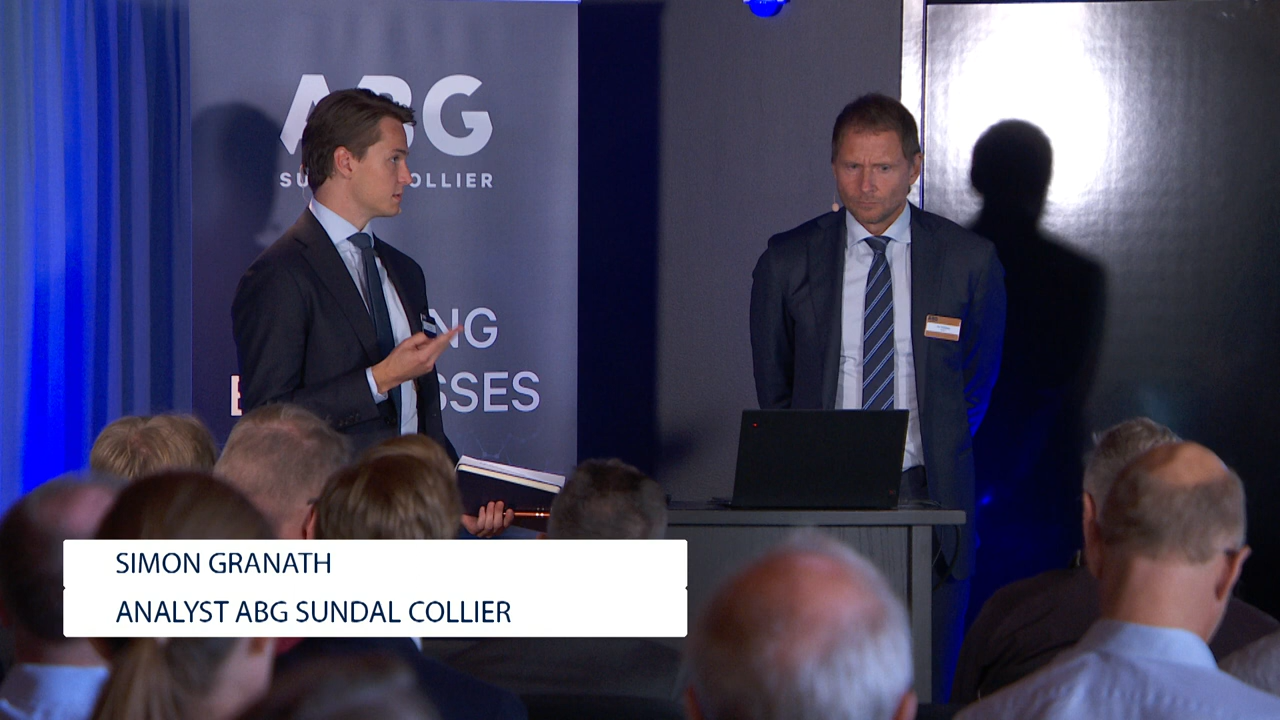 ABG
SUNDAL COLLIER
NG
SSES
SIMON GRANATH
ANALYST ABG SUNDAL COLLIER